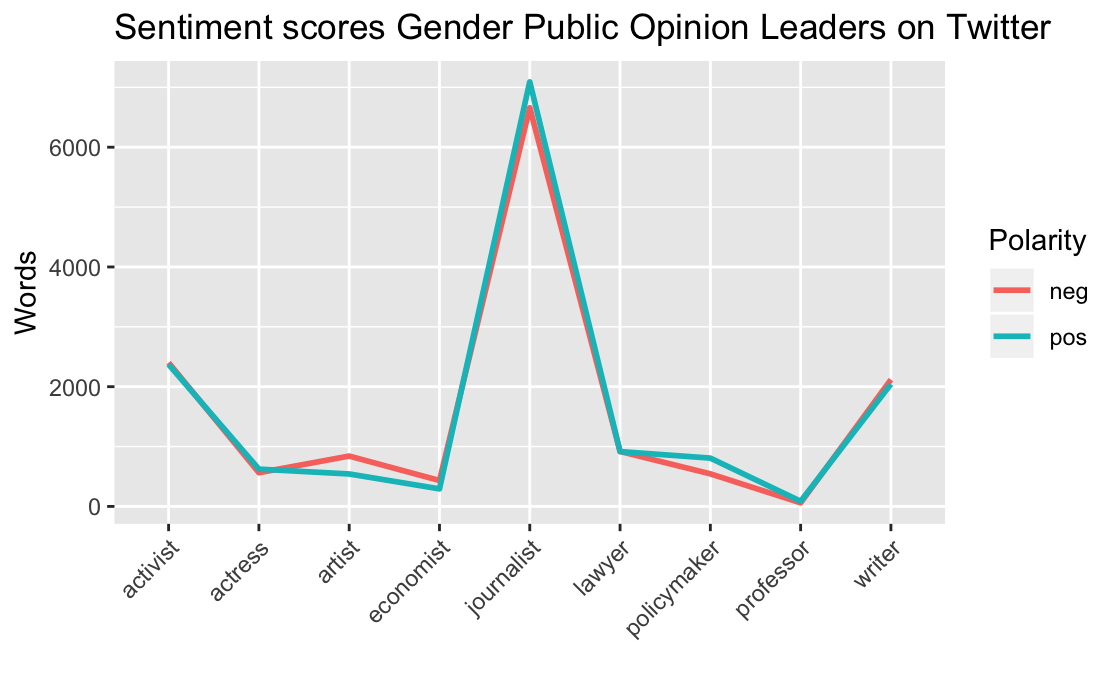 Sentiment scores Gender Public Opinion Leaders on Twitter
Words
6000
4000
2000
0
activist
actress
artist
economist
journalist
lawyer
policymaker
professor
writer
Polarity
neg
pos